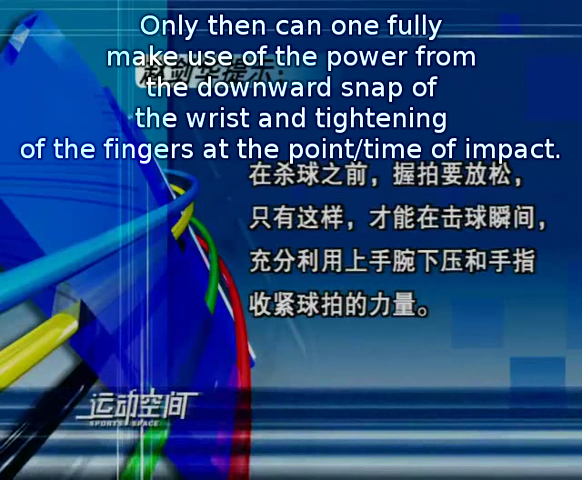 Only then can one fully
make use of the power from
the downward snap of
the wrist and tightening
of the fingers at the point/time of impact.
在杀球之前，握拍要放松，
只有这样，才能在击球瞬间，
充分利用上手腕下压和手指
收紧球拍的力量。
运动空间
SPORTS SPACE